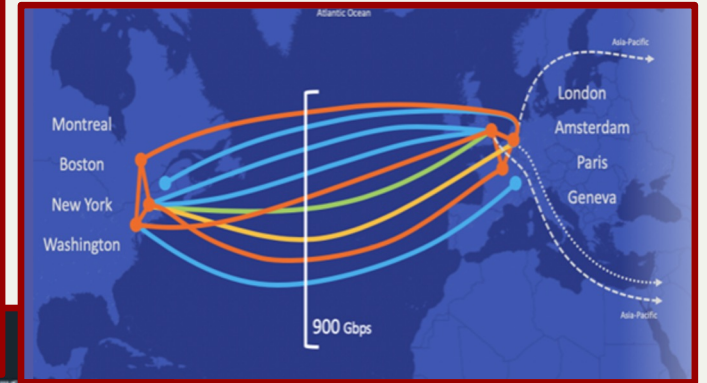 Atlantic Ocean
Asia-Pacific
London
Montreal
Amsterdam
Boston
Paris
New York
Geneva
Washington
Asia-Pacific
900 Gbps